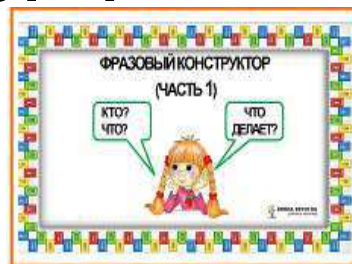 ФРАЗОВЫЙ КОНСТРУКТОР
(ЧАСТЬ 1)
КТО?
ЧТО?
ЧТО
ДЕЛАЕТ?